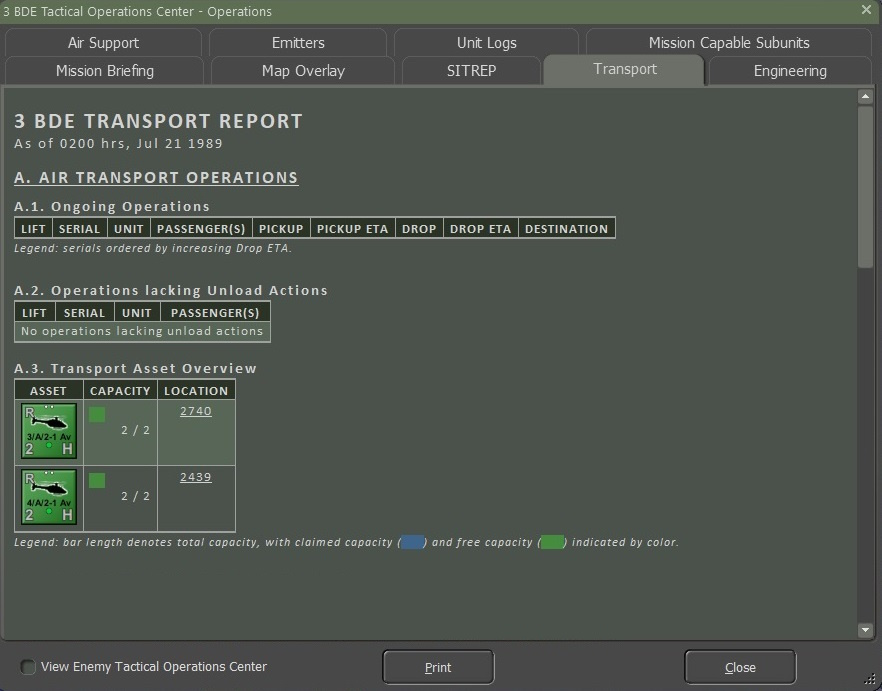 3 BDE Tactical Operations Center - Operations
Air Support Emitters Unit Logs Mission Capable Subunits
Mission Briefing Map Overlay SITREP Transport Engineering
3 BDE TRANSPORT REPORT
As of 0200 hrs, Jul 21 1989
A. AIR TRANSPORT OPERATIONS
A.1. Ongoing Operations
LIFT SERIAL UNIT PASSENGER(S) PICKUP PICKUP ETA DROP DROP ETA DESTINATION
Legend: serials ordered by increasing Drop ETA.
A.2. Operations lacking Unload Actions
LIFT SERIAL UNIT PASSENGER(S)
No operations lacking unload actions
A.3. Transport Asset Overview
ASSET CAPACITY LOCATION
R
3/A/2-1 Av
2 H
2 / 2
2740
R
4/A/2-1 Av
2 H
2 / 2
2439
Legend: bar length denotes total capacity, with claimed capacity ( ) and free capacity ( ) indicated by color.
View Enemy Tactical Operations Center Print Close